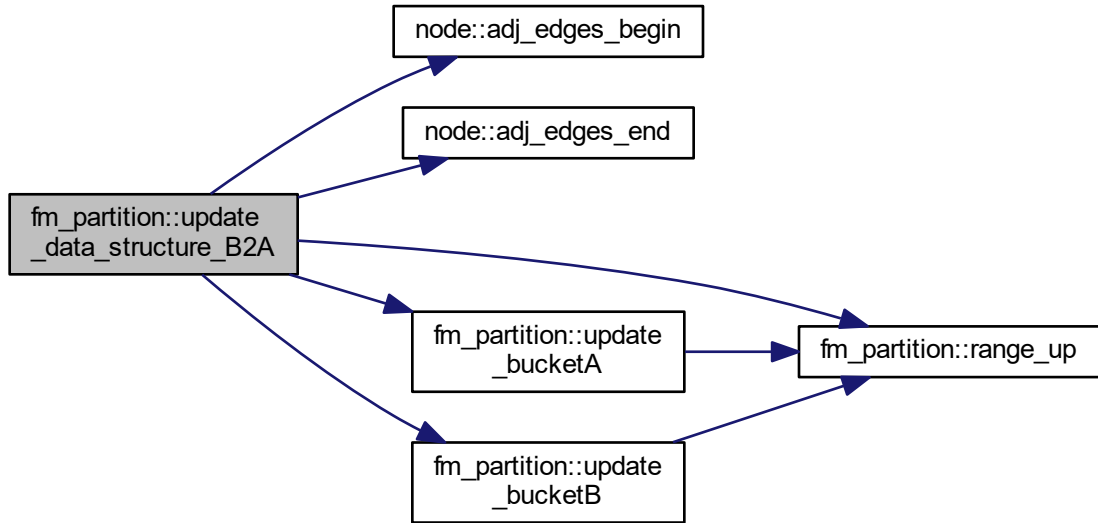 node::adj_edges_begin
node::adj_edges_end
fm_partition::update
_data_structure_B2A
fm_partition::update
_bucketA
fm_partition::range_up
fm_partition::update
_bucketB